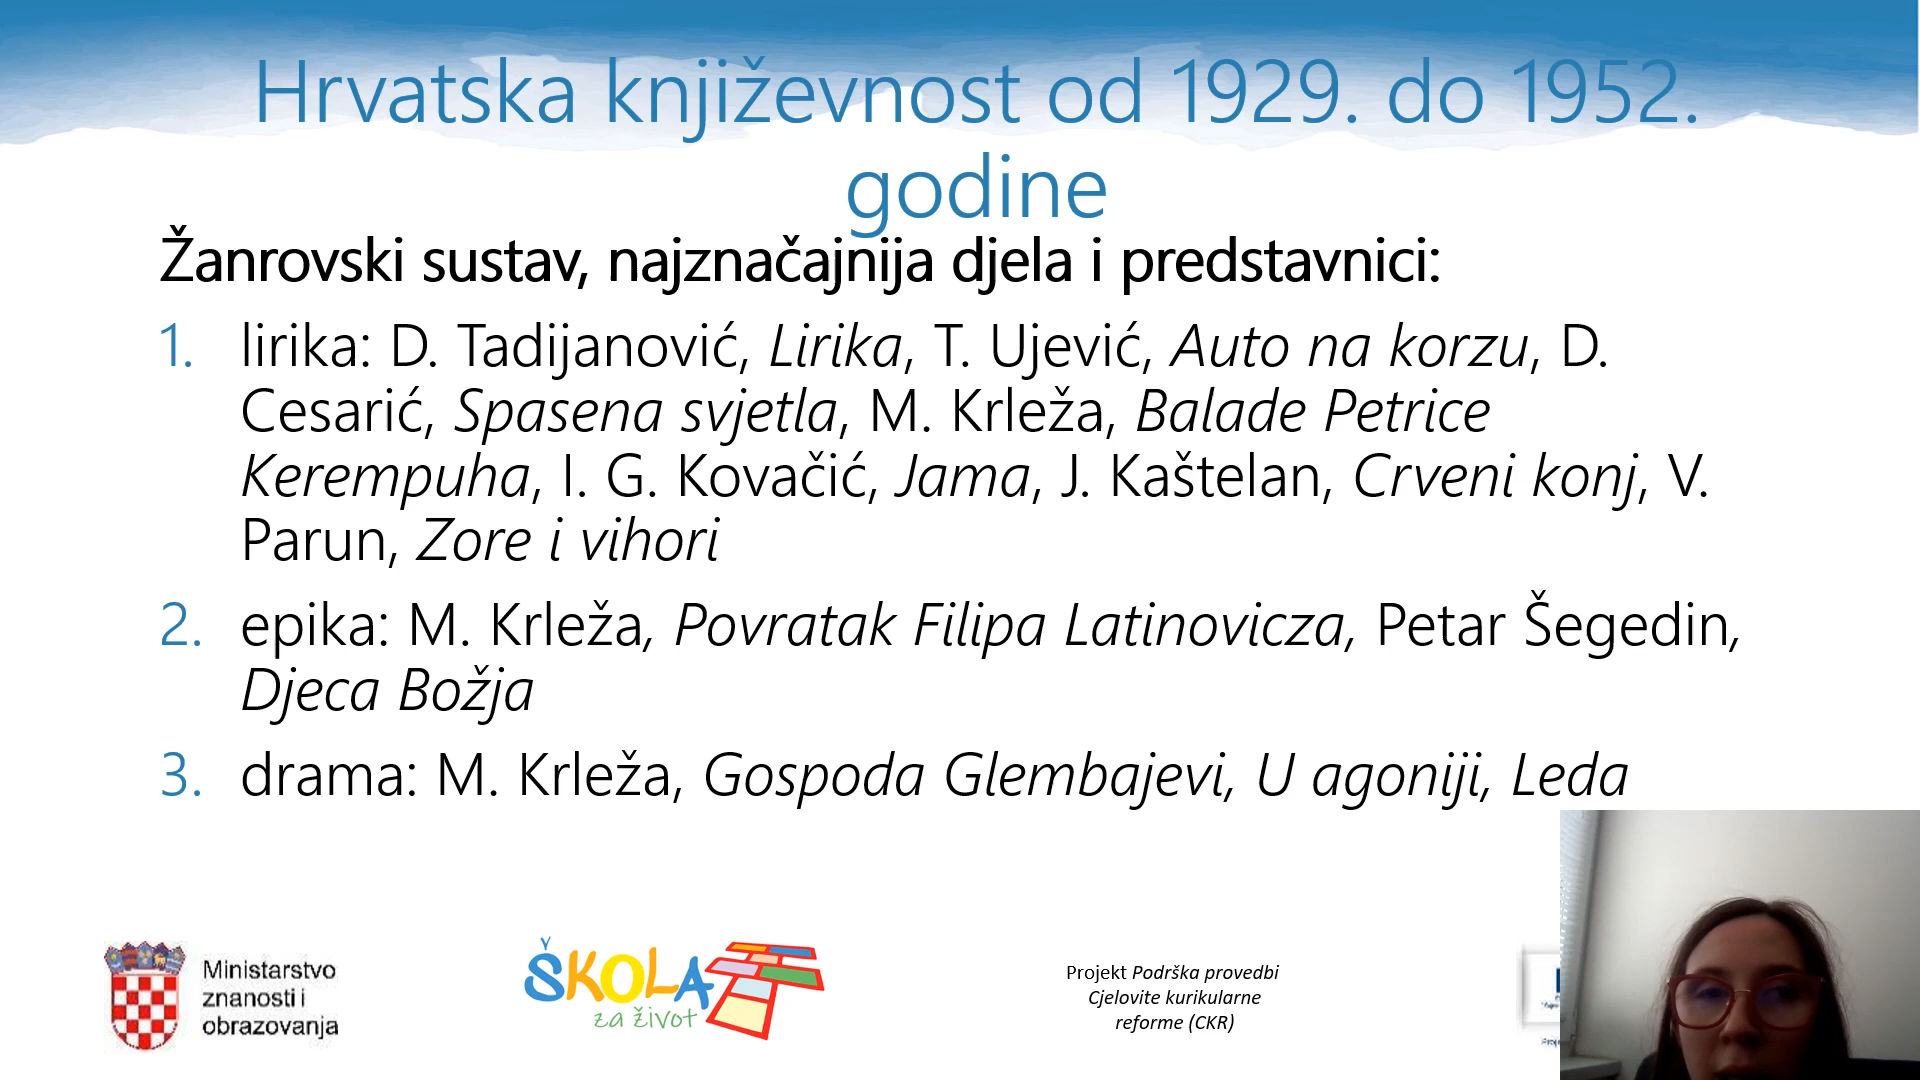 Hrvatska književnost od 1929. do 1952.
godine
Žanrovski sustav, najznačajnija djela i predstavnici:
1. lirika: D. Tadijanović, Lirika, T. Ujević, Auto na korzu, D.
Cesarić, Spasena svjetla, M. Krleža, Balade Petrice
Kerempuha, I. G. Kovačić, Jama, J. Kaštelan, Crveni konj, V.
Parun, Zore i vihori
2. epika: M. Krleža, Povratak Filipa Latinovicza, Petar Šegedin,
Djeca Božja
3. drama: M. Krleža, Gospoda Glembajevi, U agoniji, Leda
Ministarstvo
znanosti i
obrazovanja
ŠKOLA
za život
Projekt Podrška provedbi
Cjelovite kurikularne
reforme (CKR)